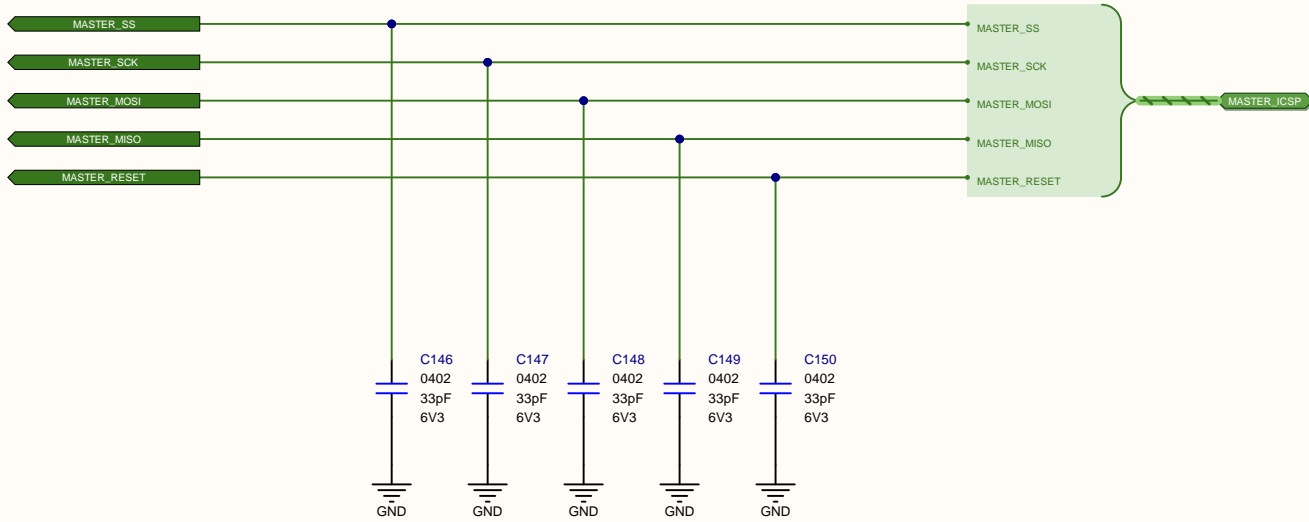 MASTER_SS
MASTER_SS
MASTER_SCK
MASTER_SCK
MASTER_MOSI
MASTER_MOSI
MASTER_ICSP
MASTER_MISO
MASTER_MISO
MASTER_RESET
MASTER_RESET
C146
0402
33pF
6V3
C147
0402
33pF
6V3
C148
0402
33pF
6V3
C149
0402
33pF
6V3
C150
0402
33pF
6V3
GND
GND
GND
GND
GND